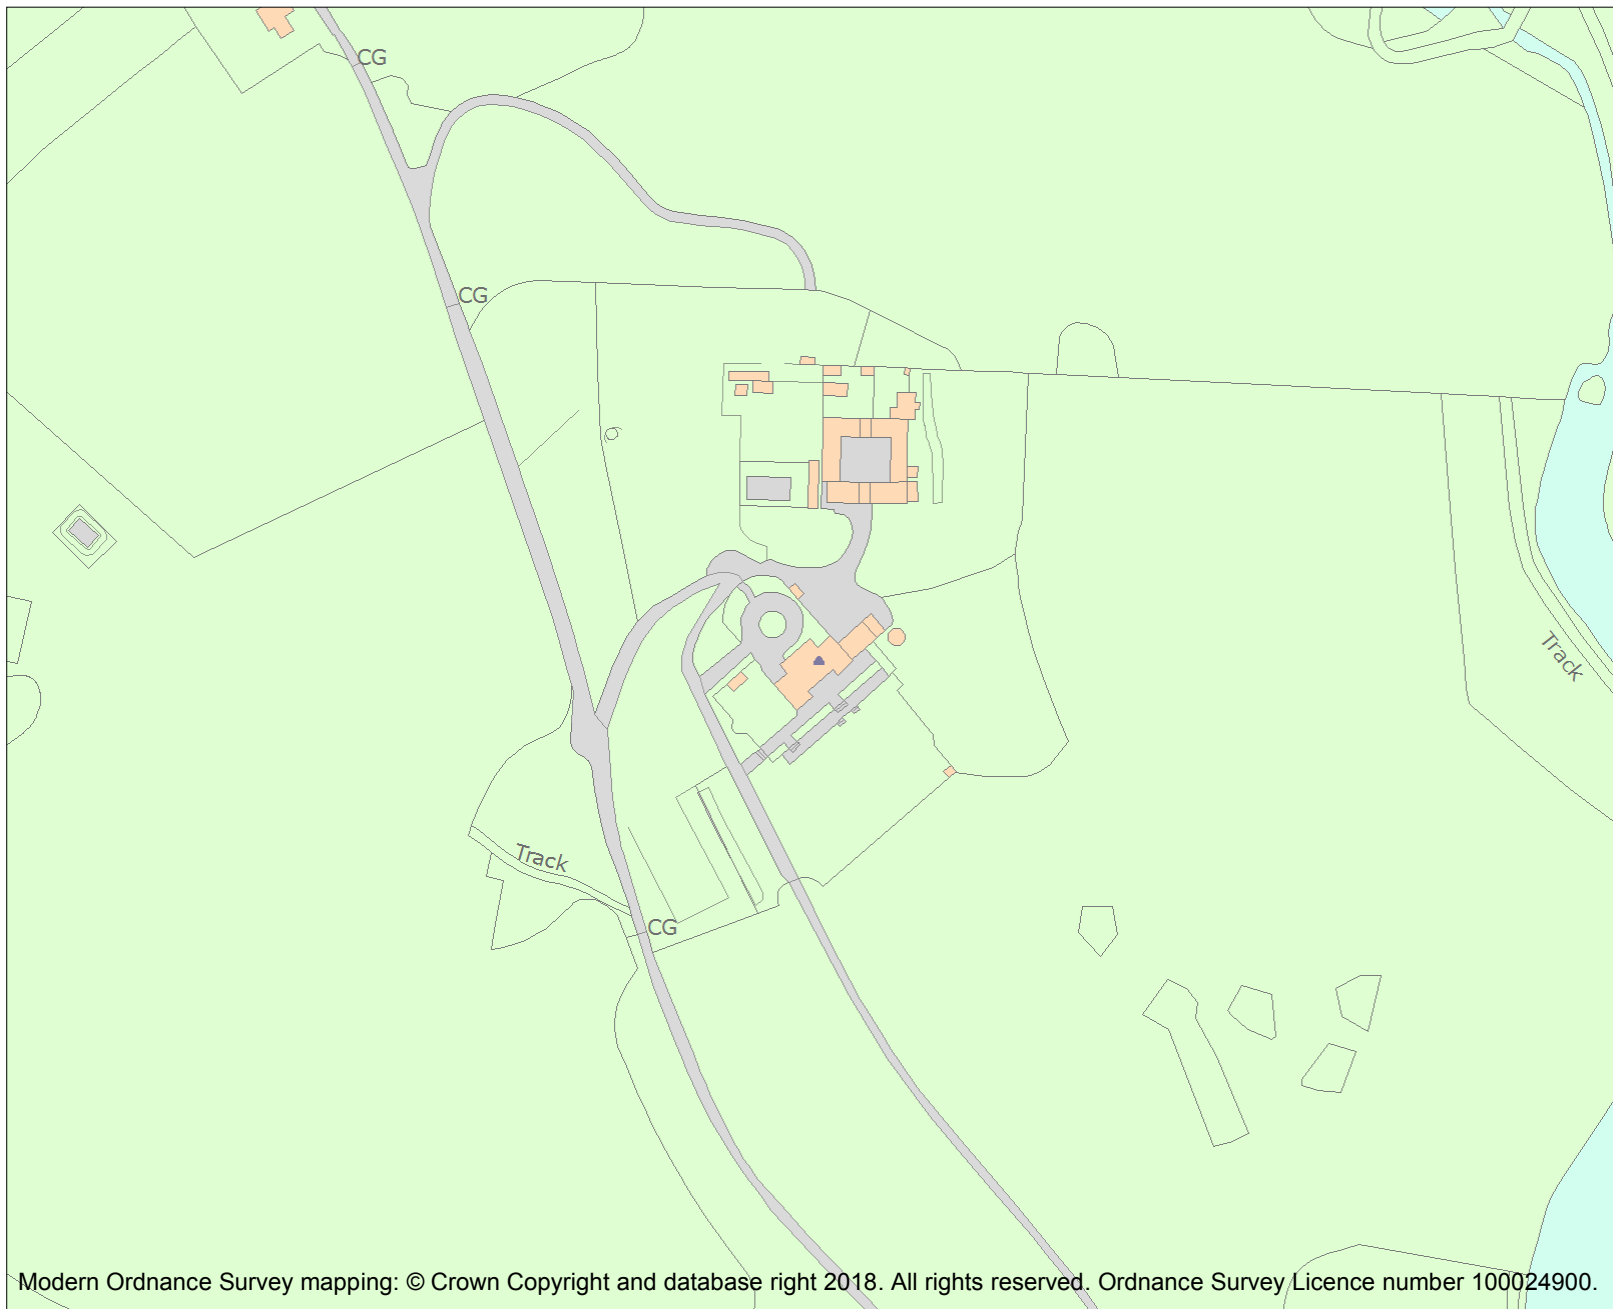 CG
CG
Track
Track
CG
Modern Ordnance Survey mapping: © Crown Copyright and database right 2018. All rights reserved. Ordnance Survey Licence number 100024900.